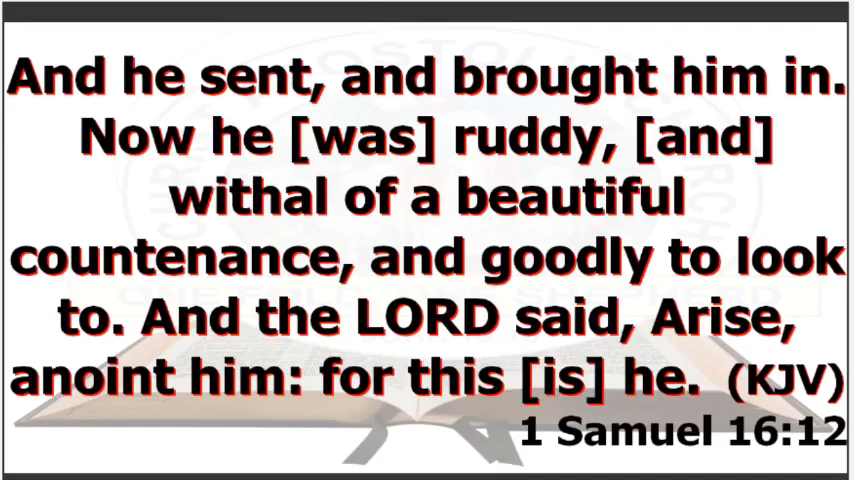 And he sent, and brought him in.
Now he [was] ruddy, [and]
withal of a beautiful
countenance, and goodly to look
to. And the LORD said, Arise,
anoint him: for this [is] he. (KJV)
1 Samuel 16:12